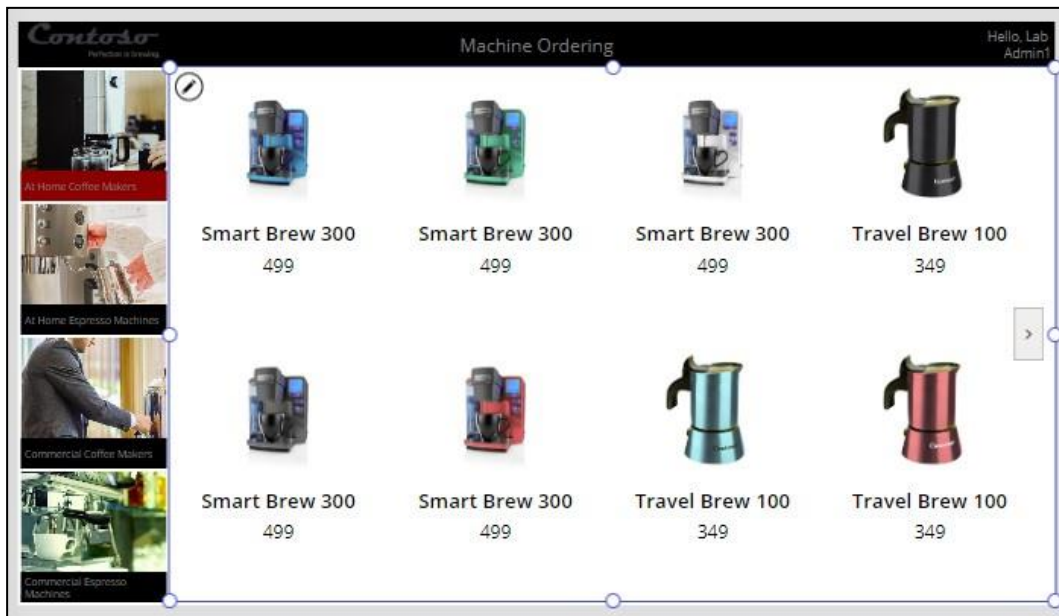 Contoso
Perfection is brewing.
Machine Ordering
Hello, Lab
Admin1
At Home Coffee Makers
At Home Espresso Machines
Commercial Coffee Makers
Commercial Espresso
Machines
Smart Brew 300
499
Smart Brew 300
499
Smart Brew 300
499
Travel Brew 100
349
Smart Brew 300
499
Smart Brew 300
499
Travel Brew 100
349
Travel Brew 100
349